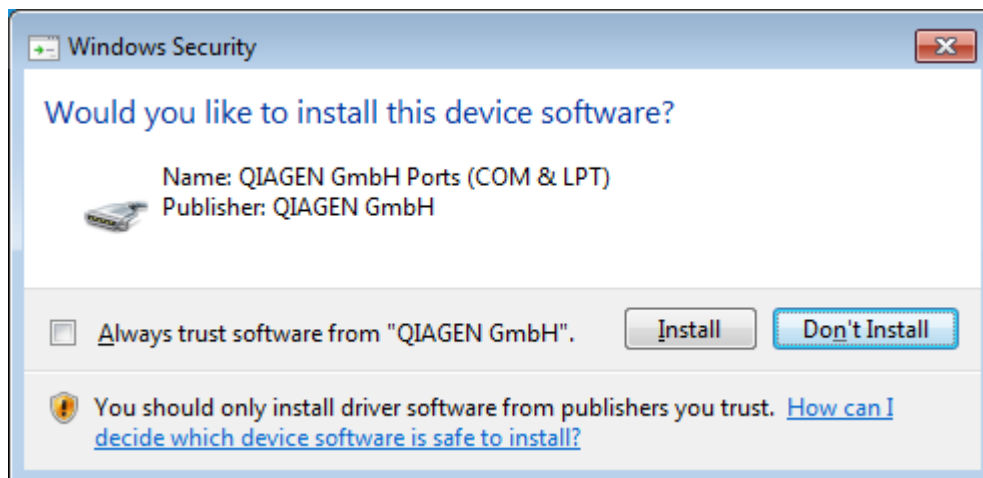 Windows Security
Would you like to install this device software?
Name: QIAGEN GmbH Ports (COM & LPT)
Publisher: QIAGEN GmbH
Always trust software from "QIAGEN GmbH".
Install
Don't Install
You should only install driver software from publishers you trust. How can I
decide which device software is safe to install?